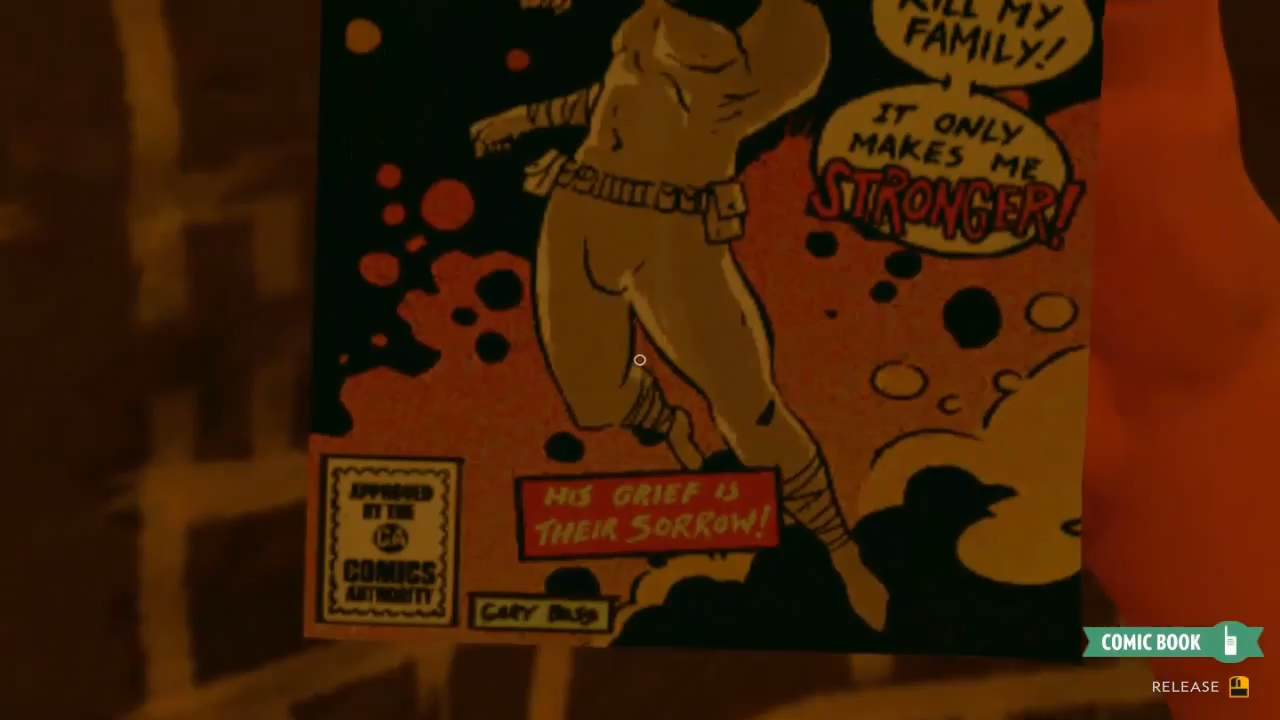 KILL MY
FAMILY!
IT ONLY
MAKES ME
STRONGER!
HIS GRIEF IS
THEIR SORROW!
APPROVED
BY THE
CA
COMICS
AUTHORITY
GARY
COMIC BOOK
RELEASE